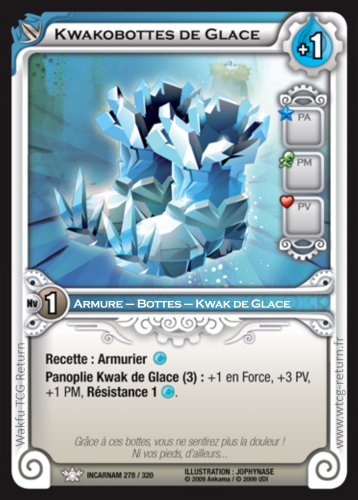 Kwakobottes de Glace
+1
PA
PM
PV
Nv 1 Armure – Bottes – Kwak de Glace
Recette : Armurier
Panoplie Kwak de Glace (3) : +1 en Force, +3 PV,
+1 PM, Résistance 1 .
Grâce à ces bottes, vous ne sentirez plus la douleur !
Ni vos pieds, d'ailleurs...
INCARNAM 278 / 320
ILLUSTRATION : JOPHYNASE
© 2009 Ankama / © 2009 UDI
Wakfu TCG Return
www.wtcg-return.fr